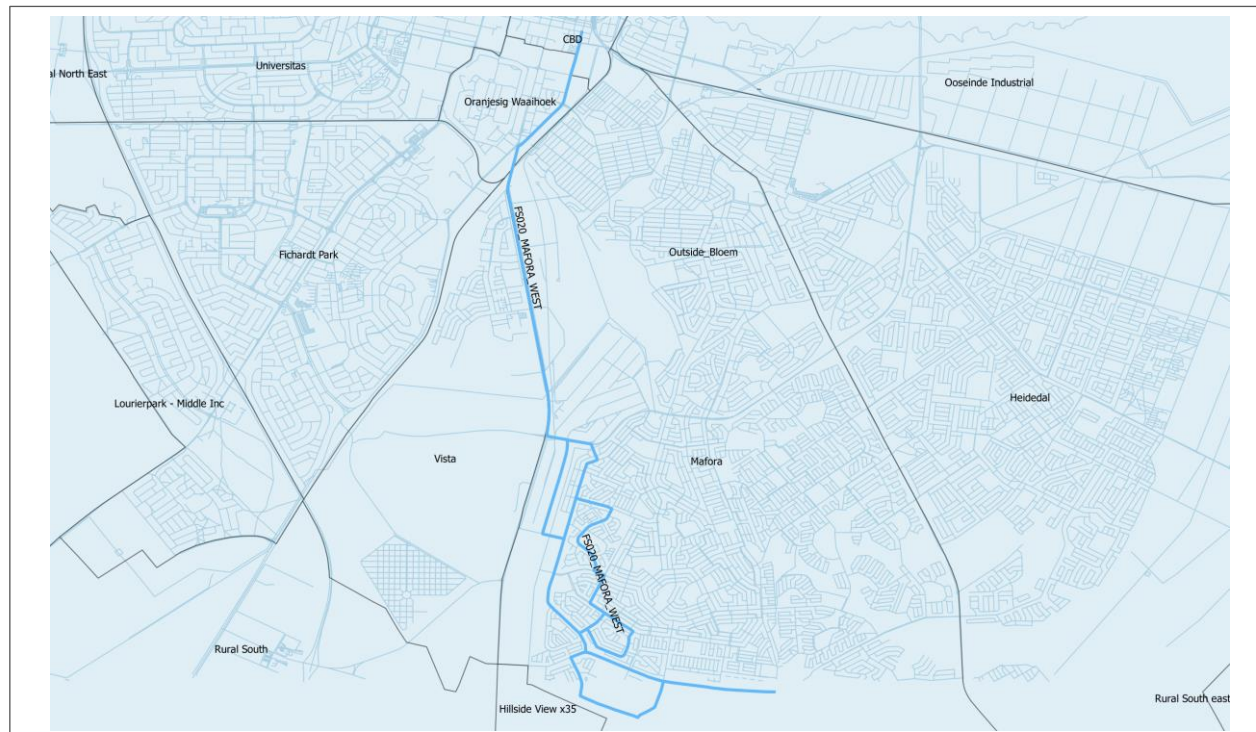 CBD
Universitas
al North East
Ooseinde Industrial
Oranjesig Waaihoek
FS020_MAFORA_WEST
Outside_Bloem
Fichardt Park
Heidedal
Lourierpark - Middle Inc
Vista
Mafora
FS020_MAFORA_WEST
Rural South
Rural South east
Hillside View x35